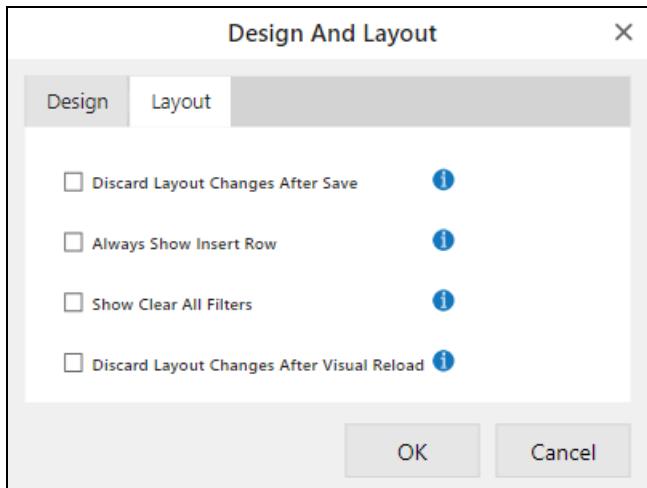 Design And Layout
Design
Layout
Discard Layout Changes After Save
Always Show Insert Row
Show Clear All Filters
Discard Layout Changes After Visual Reload
OK
Cancel